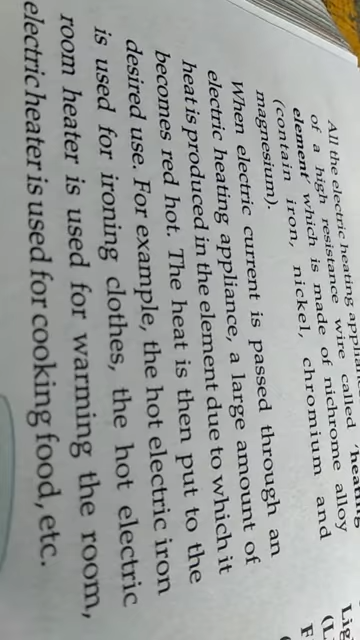 All the electric heating
of a high resistance wire called 'heating
element' which is made of nichrome alloy
(contain iron, nickel, chromium and
magnesium).
When electric current is passed through an
electric heating appliance, a large amount of
heat is produced in the element due to which it
becomes red hot. The heat is then put to the
desired use. For example, the hot electric iron
is used for ironing clothes, the hot electric
room heater is used for warming the room,
electric heater is used for cooking food, etc.